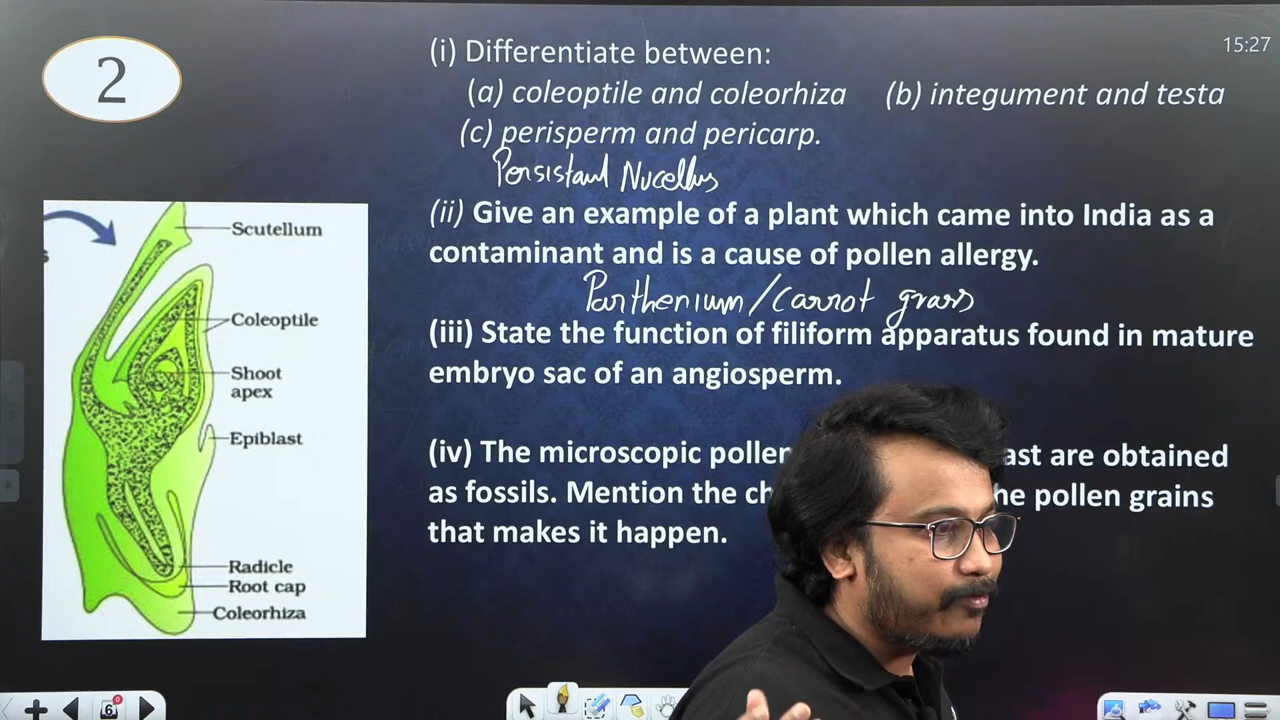 2
15:27
(i) Differentiate between:
(a) coleoptile and coleorhiza (b) integument and testa
(c) perisperm and pericarp.
Persistant Nucellus
(ii) Give an example of a plant which came into India as a
contaminant and is a cause of pollen allergy.
Parthenium/Carrot grass
(iii) State the function of filiform apparatus found in mature
embryo sac of an angiosperm.
(iv) The microscopic pollen ast are obtained
as fossils. Mention the ch he pollen grains
that makes it happen.
Scutellum
Coleoptile
Shoot
apex
Epiblast
Radicle
Root cap
Coleorhiza
6